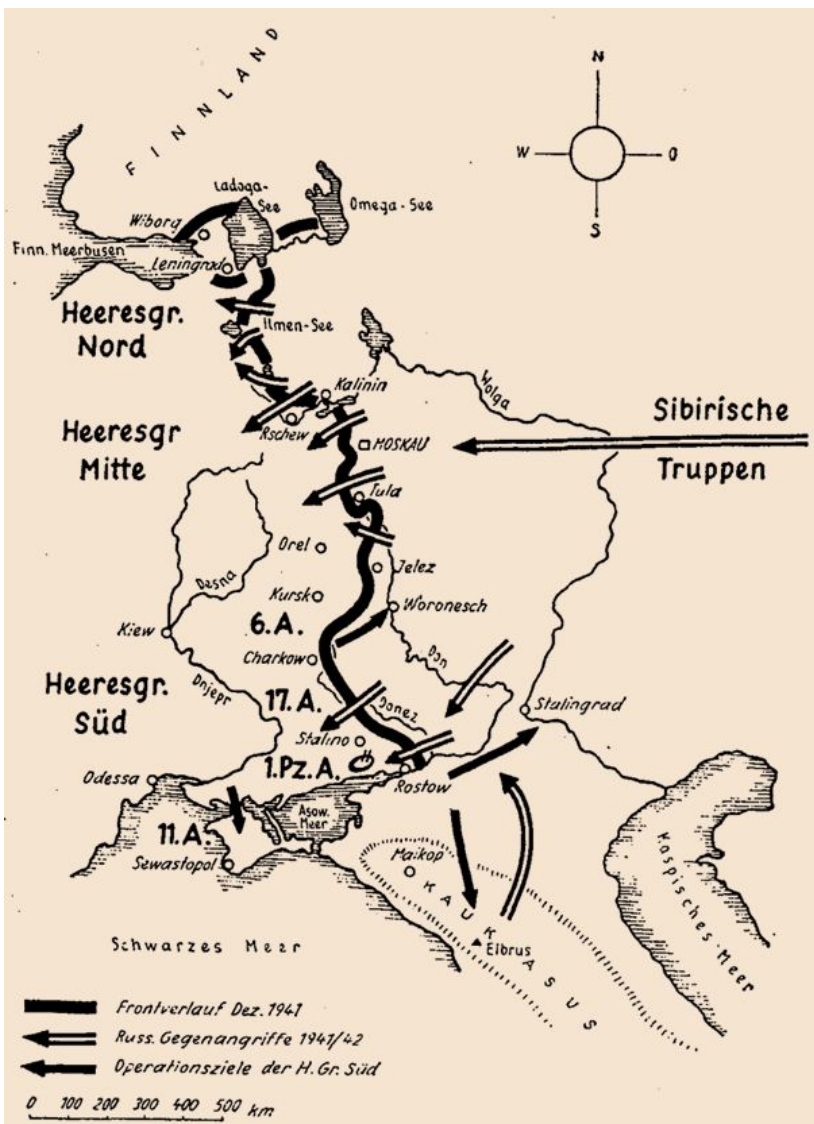 FINNLAND
N
W
O
S
Ladoga-
See
Omega-See
Wiborg
Finn. Meerbusen
Leningrad
Heeresgr.
Nord
Ilmen-See
Kalinin
Wolga
Rschew
Heeresgr
Mitte
MOSKAU
Sibirische
Truppen
Tula
Orel
Jelez
Desna
Kursk
Woronesch
6.A.
Kiew
Charkow
Don
Dnjepr
Heeresgr.
Süd
17.A.
Donez
Stalingrad
Stalino
1.Pz.A.
Rostow
Odessa
Asow.
Meer
11.A.
Sewastopol
Maikop
KAUKASUS
Elbrus
Kaspisches-Meer
Schwarzes Meer
Frontverlauf Dez. 1941
Russ. Gegenangriffe 1941/42
Operationsziele der H. Gr. Süd
0 100 200 300 400 500 km